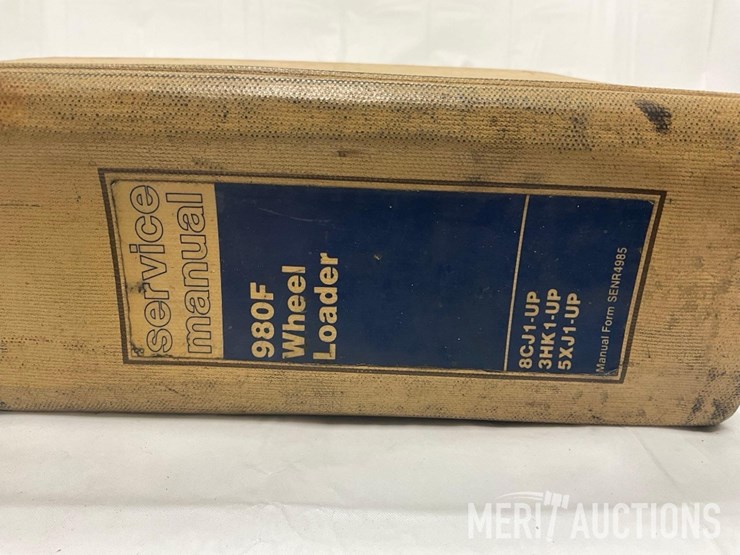 service
manual
980F
Wheel
Loader
8CJ1-UP
3HK1-UP
5XJ1-UP
Manual Form SENR4985
MERIT AUCTIONS